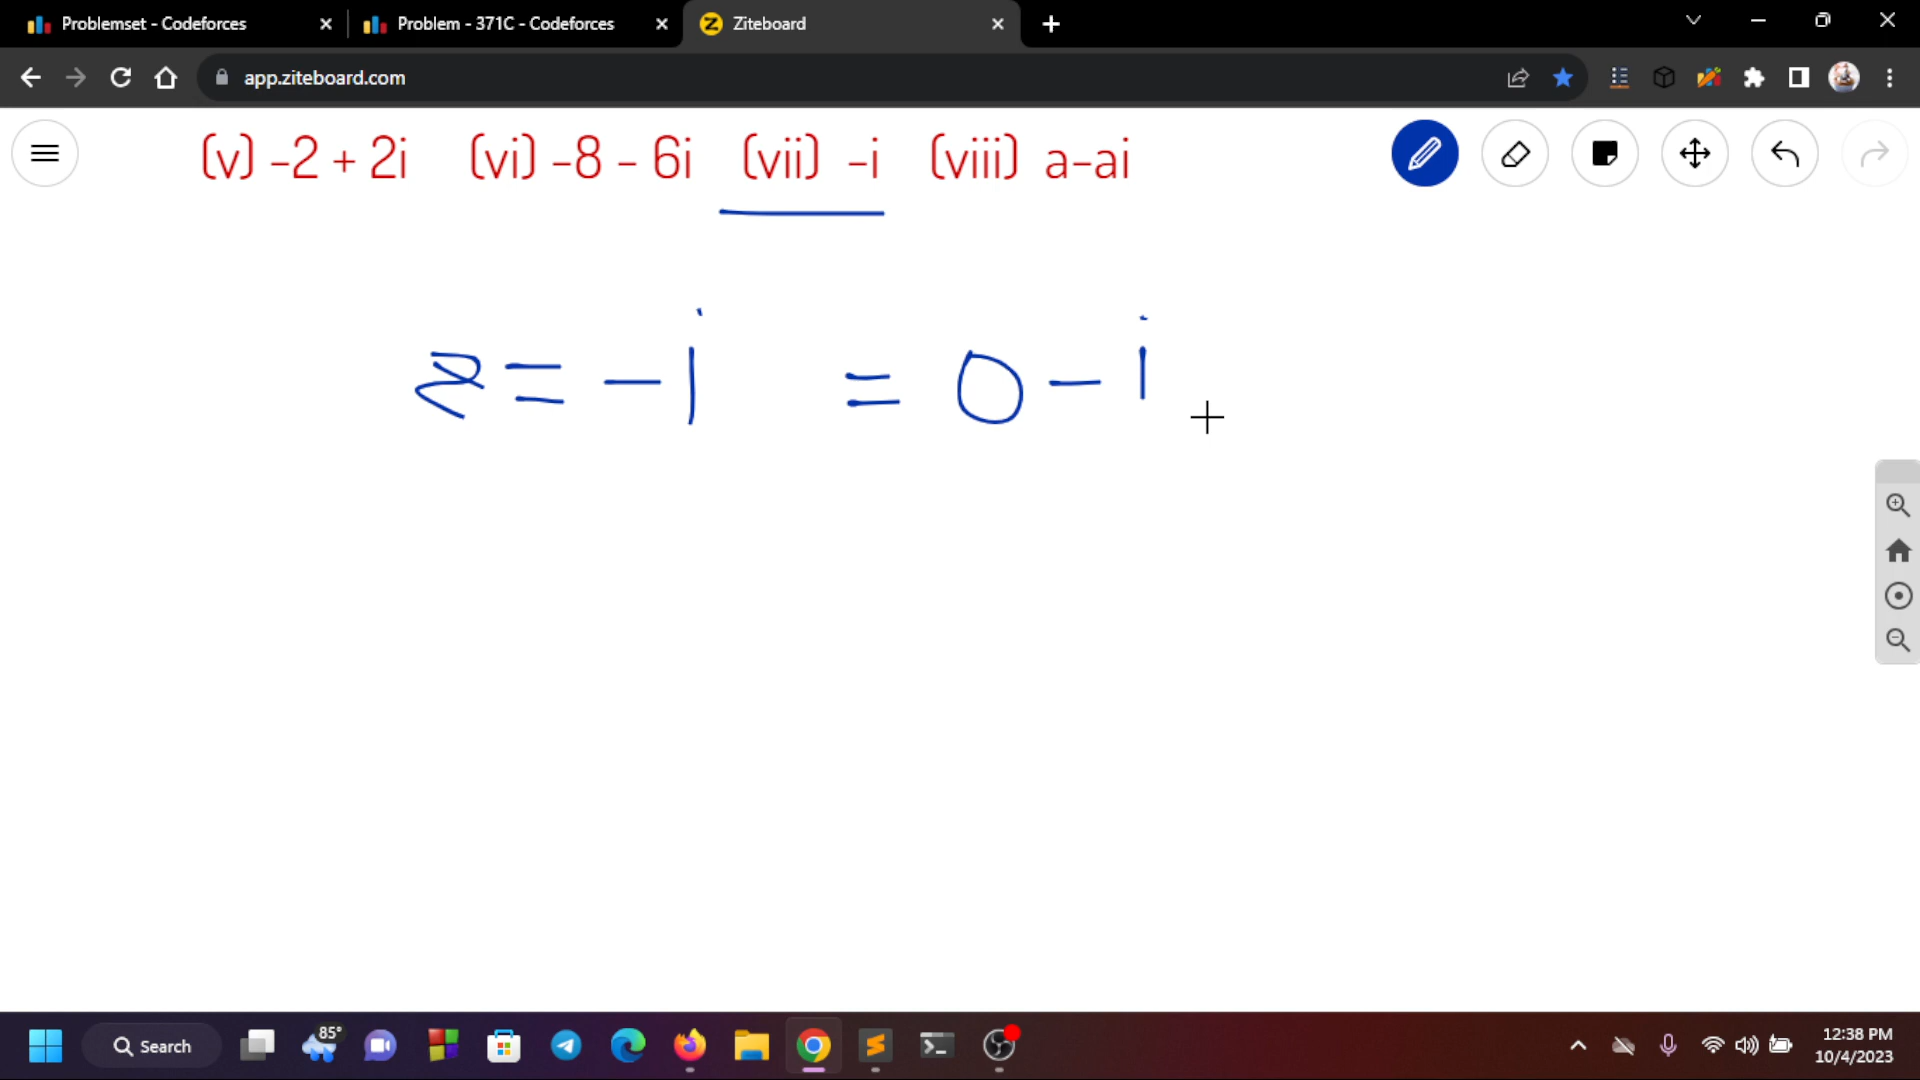 Problemset - Codeforces
Problem - 371C - Codeforces
Ziteboard
app.ziteboard.com
(v) -2 + 2i (vi) -8 - 6i (vii) -i (viii) a-ai
z = - i = 0 - i
85°
Search
12:38 PM
10/4/2023